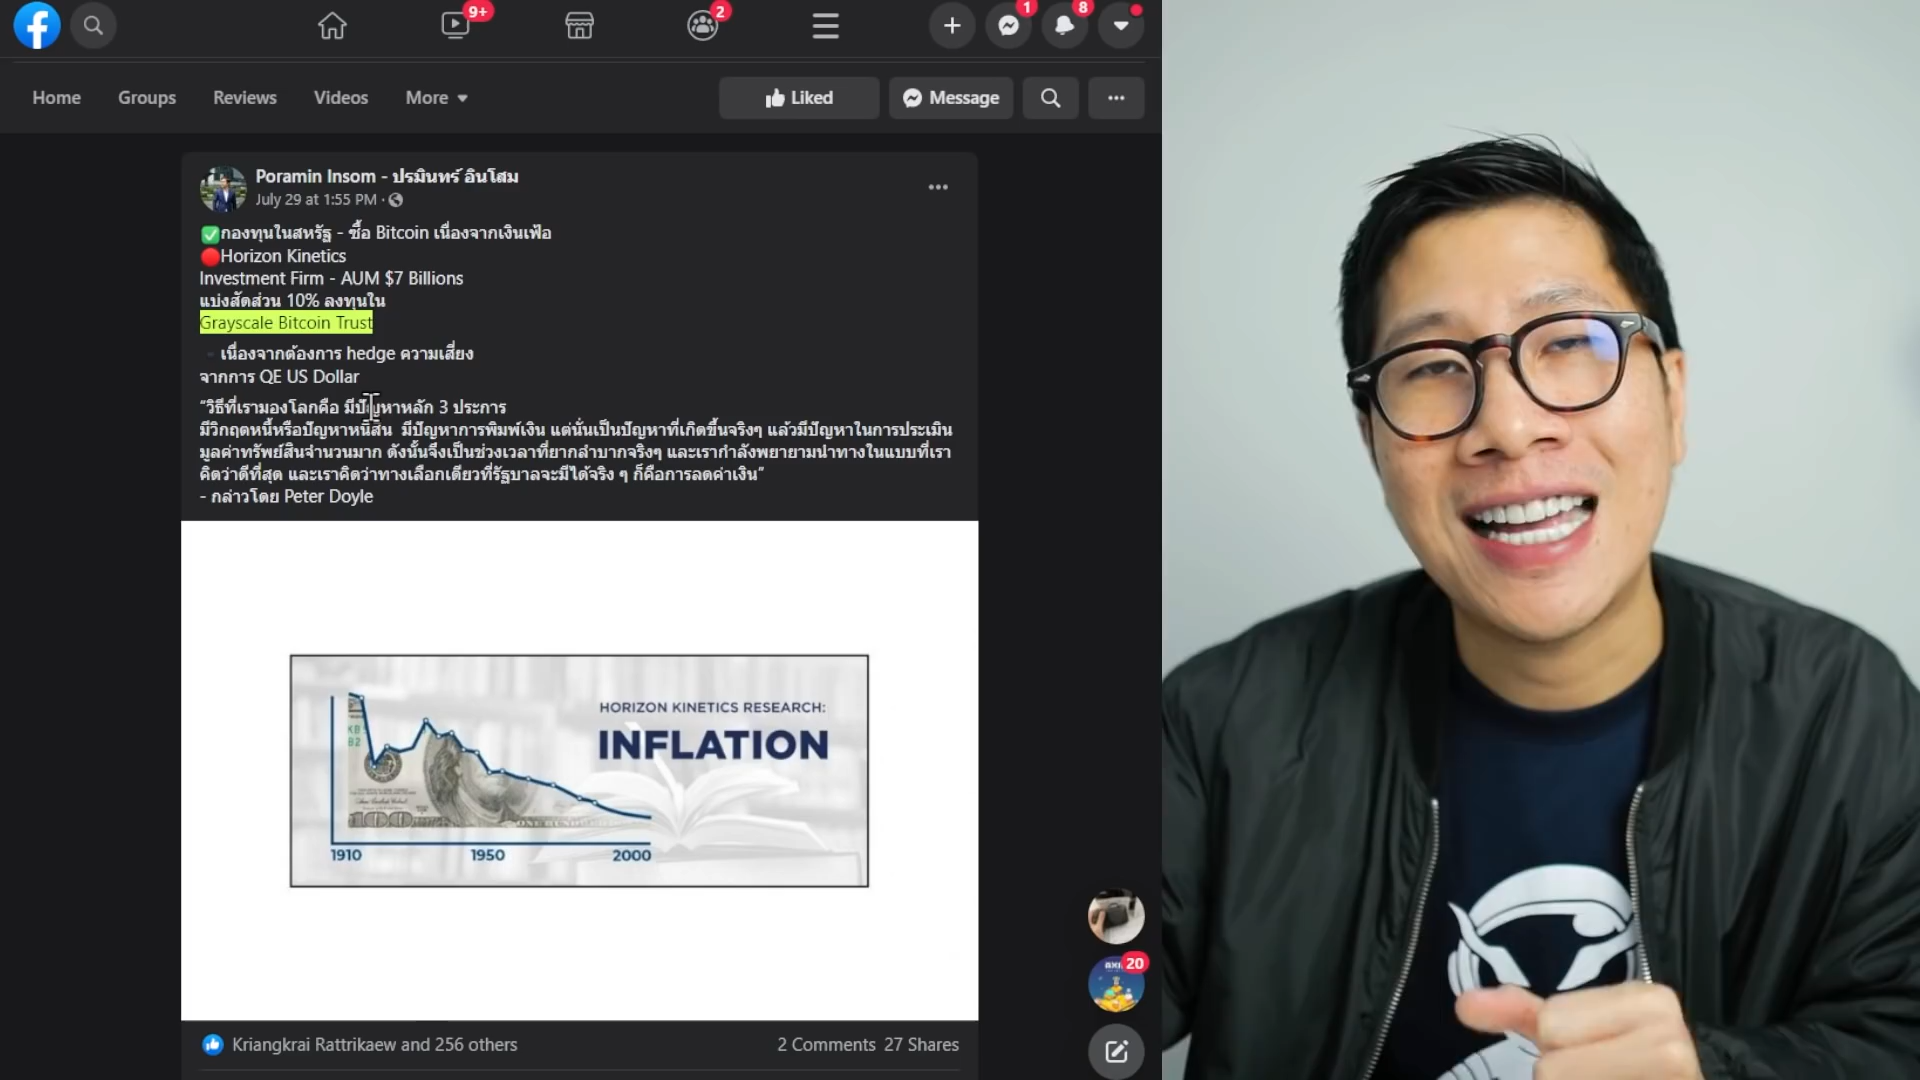 9+
2
1
8
Home
Groups
Reviews
Videos
More
Liked
Message
Poramin Insom - ปรมินทร์ อินโสม
July 29 at 1:55 PM ·
กองทุนในสหรัฐ - ซื้อ Bitcoin เนื่องจากเงินเฟ้อ
Horizon Kinetics
Investment Firm - AUM $7 Billions
แบ่งสัดส่วน 10% ลงทุนใน
Grayscale Bitcoin Trust
เนื่องจากต้องการ hedge ความเสี่ยง
จากการ QE US Dollar
“วิธีที่เรามองโลกคือ มีปัญหาหลัก 3 ประการ
มีวิกฤตหนี้หรือปัญหาหนี้สิน มีปัญหาการพิมพ์เงิน แต่นั่นเป็นปัญหาที่เกิดขึ้นจริงๆ แล้วมีปัญหาในการประเมิน
มูลค่าทรัพย์สินจำนวนมาก ดังนั้นจึงเป็นช่วงเวลาที่ยากลำบากจริงๆ และเรากำลังพยายามนำทางในแบบที่เรา
คิดว่าดีที่สุด และเราคิดว่าทางเลือกเดียวที่รัฐบาลจะมีได้จริง ๆ ก็คือการลดค่าเงิน”
- กล่าวโดย Peter Doyle
HORIZON KINETICS RESEARCH:
INFLATION
100
1910
1950
2000
20
Kriangkrai Rattrikaew and 256 others
2 Comments
27 Shares